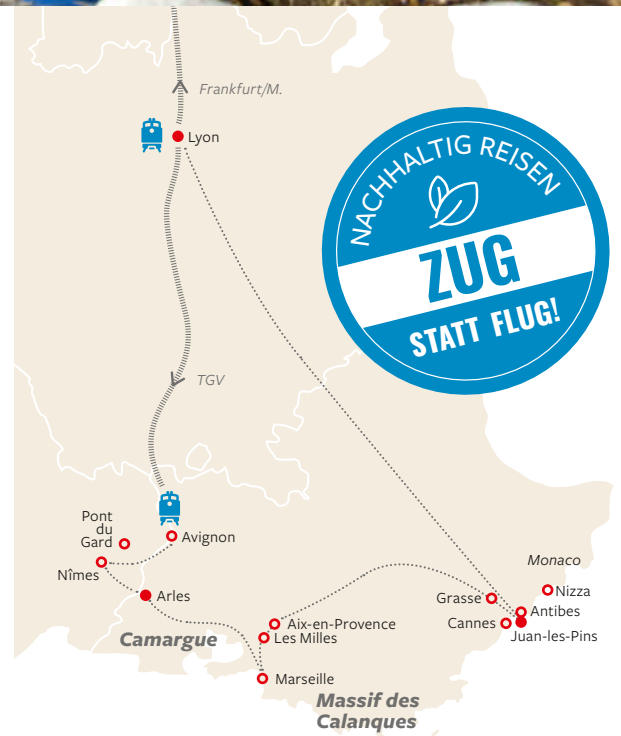 Frankfurt/M.
Lyon
NACHHALTIG REISEN
ZUG
STATT FLUG!
TGV
Pont
du
Gard
Avignon
Nîmes
Arles
Camargue
Aix-en-Provence
Les Milles
Marseille
Massif des
Calanques
Monaco
Nizza
Grasse
Antibes
Cannes
Juan-les-Pins